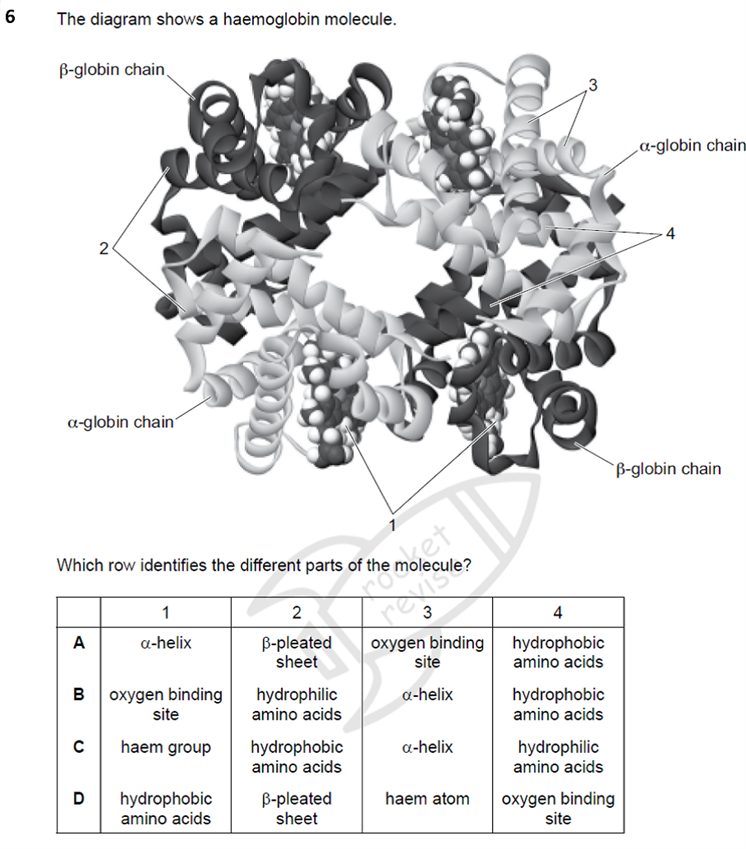 6 The diagram shows a haemoglobin molecule.
β-globin chain
3
α-globin chain
4
2
α-globin chain
β-globin chain
1
rocket
revise
Which row identifies the different parts of the molecule?
1 2 3 4
A α-helix β-pleated sheet oxygen binding site hydrophobic amino acids
B oxygen binding site hydrophilic amino acids α-helix hydrophobic amino acids
C haem group hydrophobic amino acids α-helix hydrophilic amino acids
D hydrophobic amino acids β-pleated sheet haem atom oxygen binding site